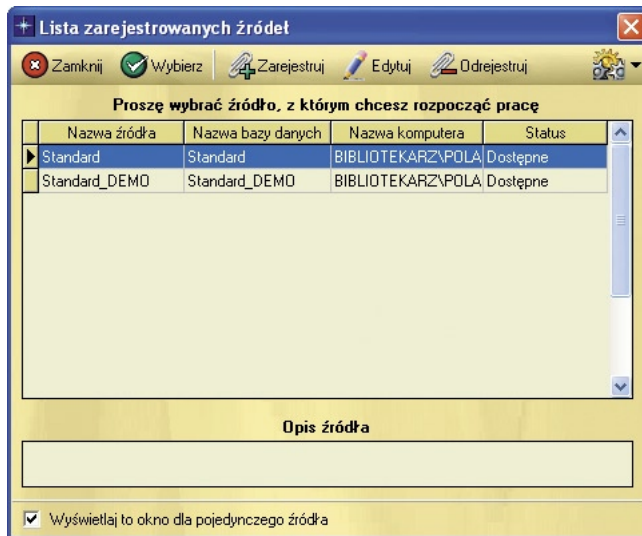 Lista zarejestrowanych źródeł
Zamknij Wybierz Zarejestruj Edytuj Odrejestruj
Proszę wybrać źródło, z którym chcesz rozpocząć pracę
Nazwa źródła Nazwa bazy danych Nazwa komputera Status
Standard Standard BIBLIOTEKARZ\POLA Dostępne
Standard_DEMO Standard_DEMO BIBLIOTEKARZ\POLA Dostępne
Opis źródła
Wyświetlaj to okno dla pojedynczego źródła